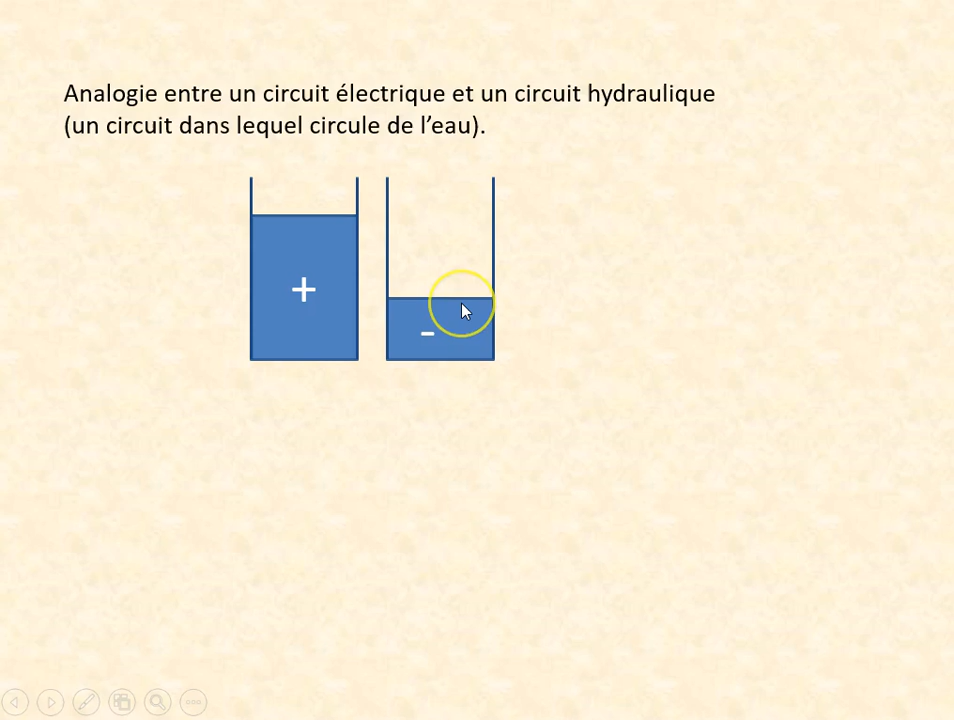 Analogie entre un circuit électrique et un circuit hydraulique
(un circuit dans lequel circule de l’eau).
+
-